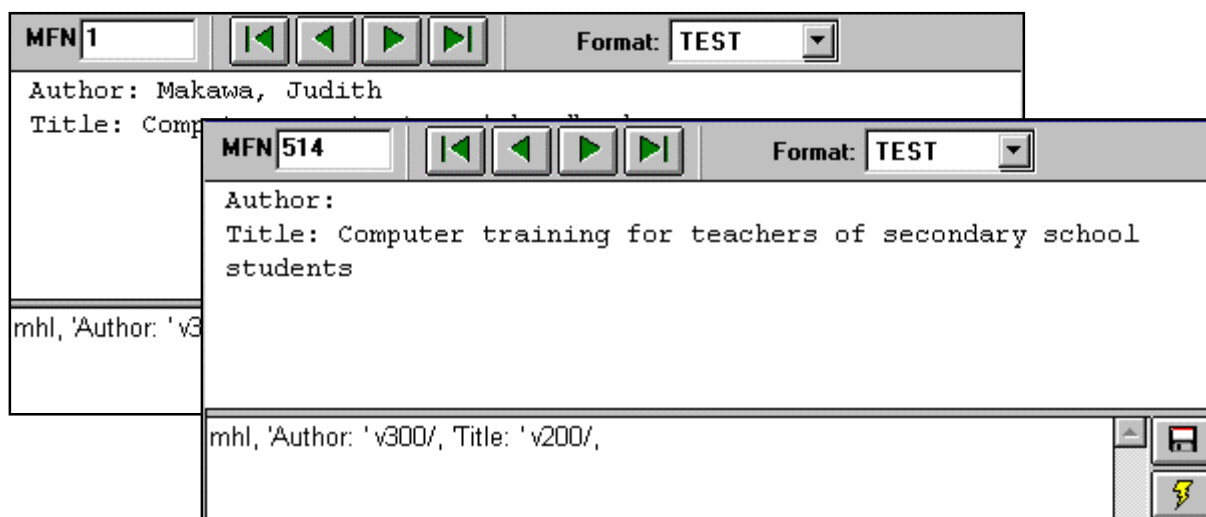 MFN 1 Format: TEST
Author: Makawa, Judith
Title: Comp
mhl, 'Author: ' v3
MFN 514 Format: TEST
Author:
Title: Computer training for teachers of secondary school
students
mhl, 'Author: ' v300/, 'Title: ' v200/,